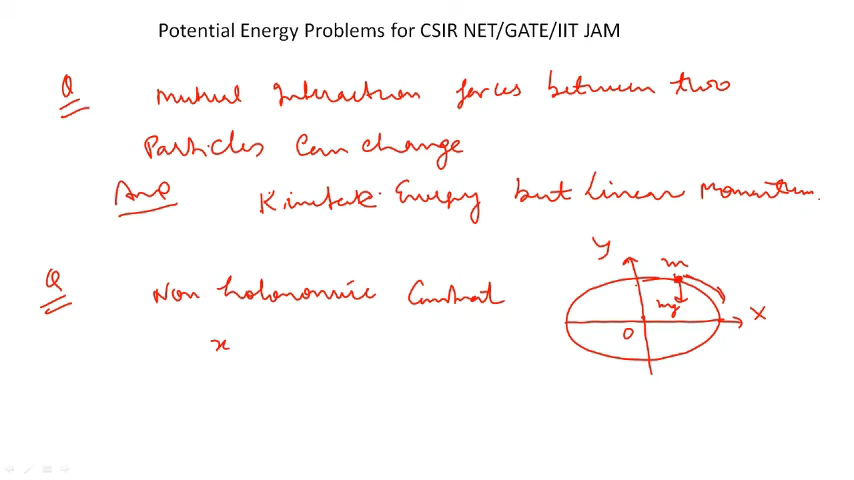 Potential Energy Problems for CSIR NET/GATE/IIT JAM
Q Mutual Interaction forces between two
Particles Can change
Ans Kinetic Energy but Linear Momentum.
Q Non holonomic Constraint
x
y
m
mg
X
O